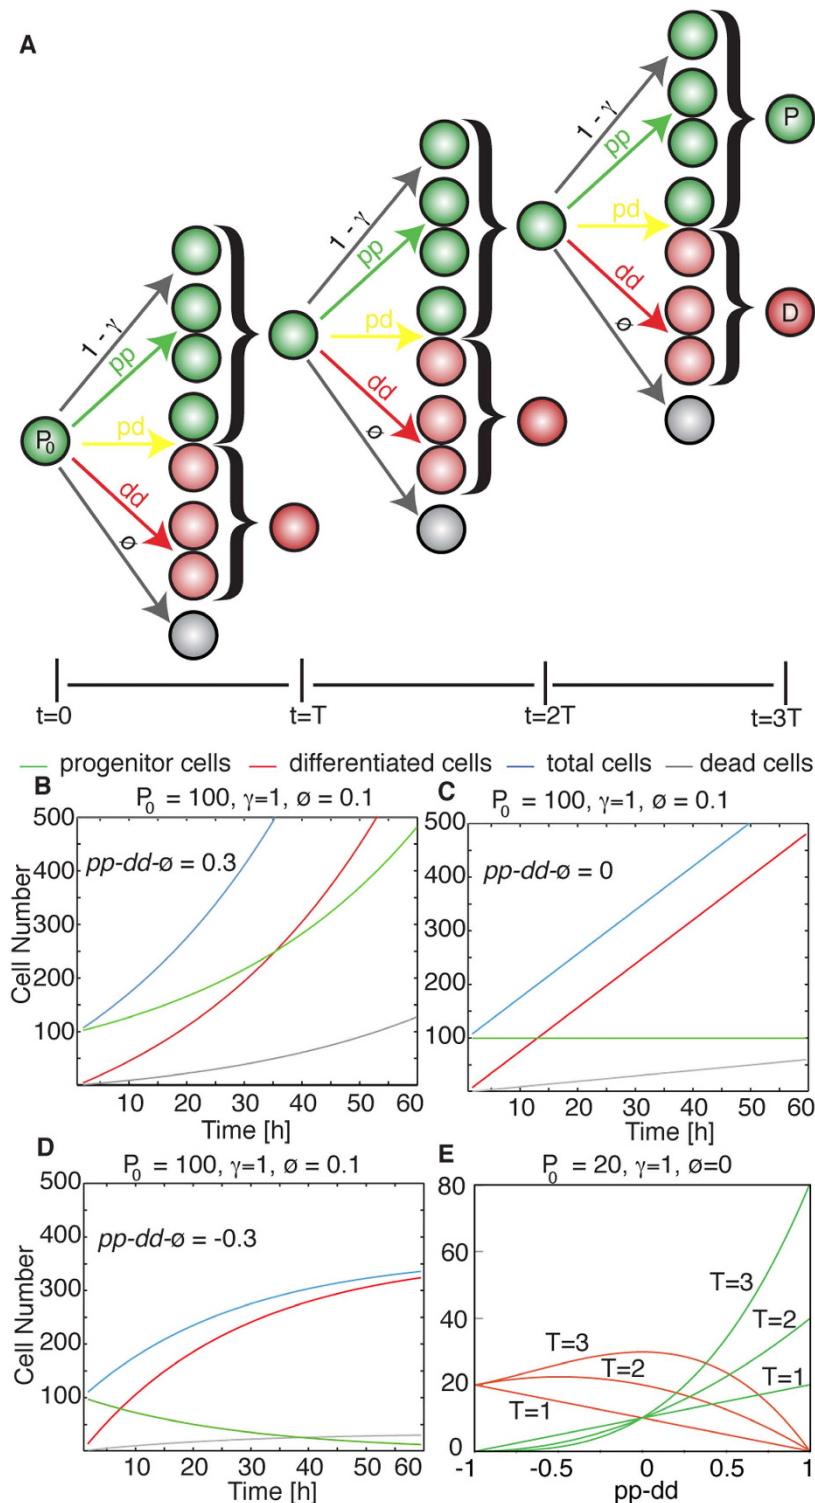 A
1 - γ
pp
pd
dd
ø
P
D
1 - γ
pp
pd
dd
ø
1 - γ
pp
pd
dd
ø
P0
t=0
t=T
t=2T
t=3T
progenitor cells
differentiated cells
total cells
dead cells
B
P0 = 100, γ=1, ø = 0.1
pp-dd-ø = 0.3
Cell Number
500
400
300
200
100
10 20 30 40 50 60
Time [h]
C
P0 = 100, γ=1, ø = 0.1
pp-dd-ø = 0
500
400
300
200
100
10 20 30 40 50 60
Time [h]
D
P0 = 100, γ=1, ø = 0.1
pp-dd-ø = -0.3
Cell Number
500
400
300
200
100
10 20 30 40 50 60
Time [h]
E
P0 = 20, γ=1, ø=0
80
60
40
20
0
T=3
T=2
T=1
T=3
T=2
T=1
-1 -0.5 0 0.5 1
pp-dd